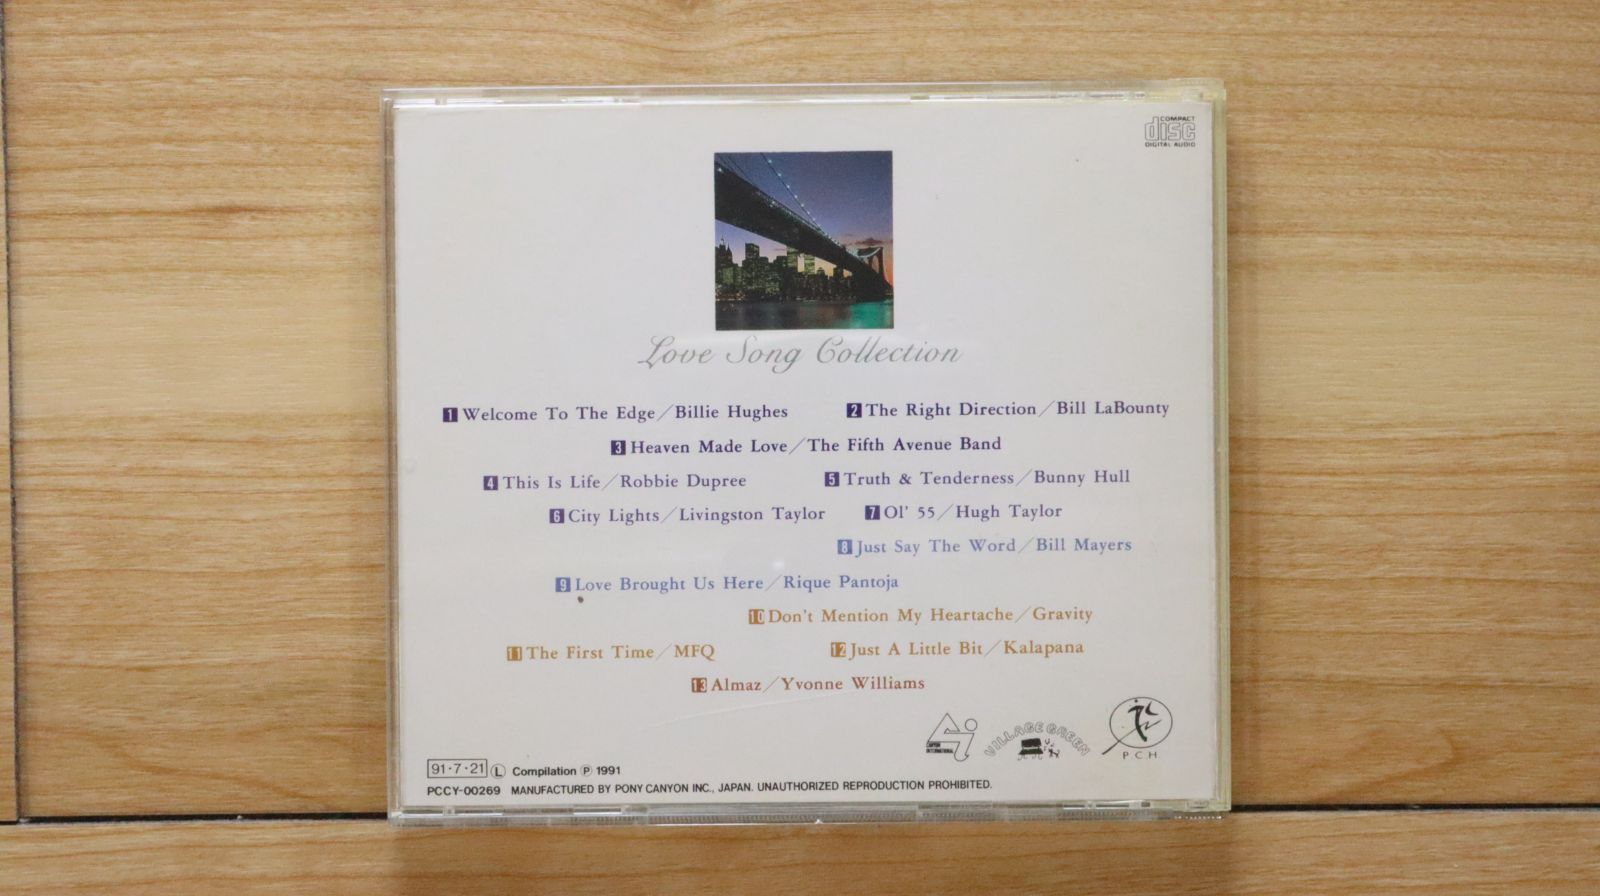 COMPACT
disc
DIGITAL AUDIO
Love Song Collection
1 Welcome To The Edge/Billie Hughes 2 The Right Direction/Bill LaBounty
3 Heaven Made Love/The Fifth Avenue Band
4 This Is Life/Robbie Dupree 5 Truth & Tenderness/Bunny Hull
6 City Lights/Livingston Taylor 7 Ol' 55/Hugh Taylor
8 Just Say The Word/Bill Mayers
9 Love Brought Us Here/Rique Pantoja
10 Don't Mention My Heartache/Gravity
11 The First Time/MFQ 12 Just A Little Bit/Kalapana
13 Almaz/Yvonne Williams
CANYON INTERNATIONAL
VILLAGE GREEN
P.C.H.
91・7・21 Ⓛ Compilation Ⓟ 1991
PCCY-00269 MANUFACTURED BY PONY CANYON INC., JAPAN. UNAUTHORIZED REPRODUCTION PROHIBITED.